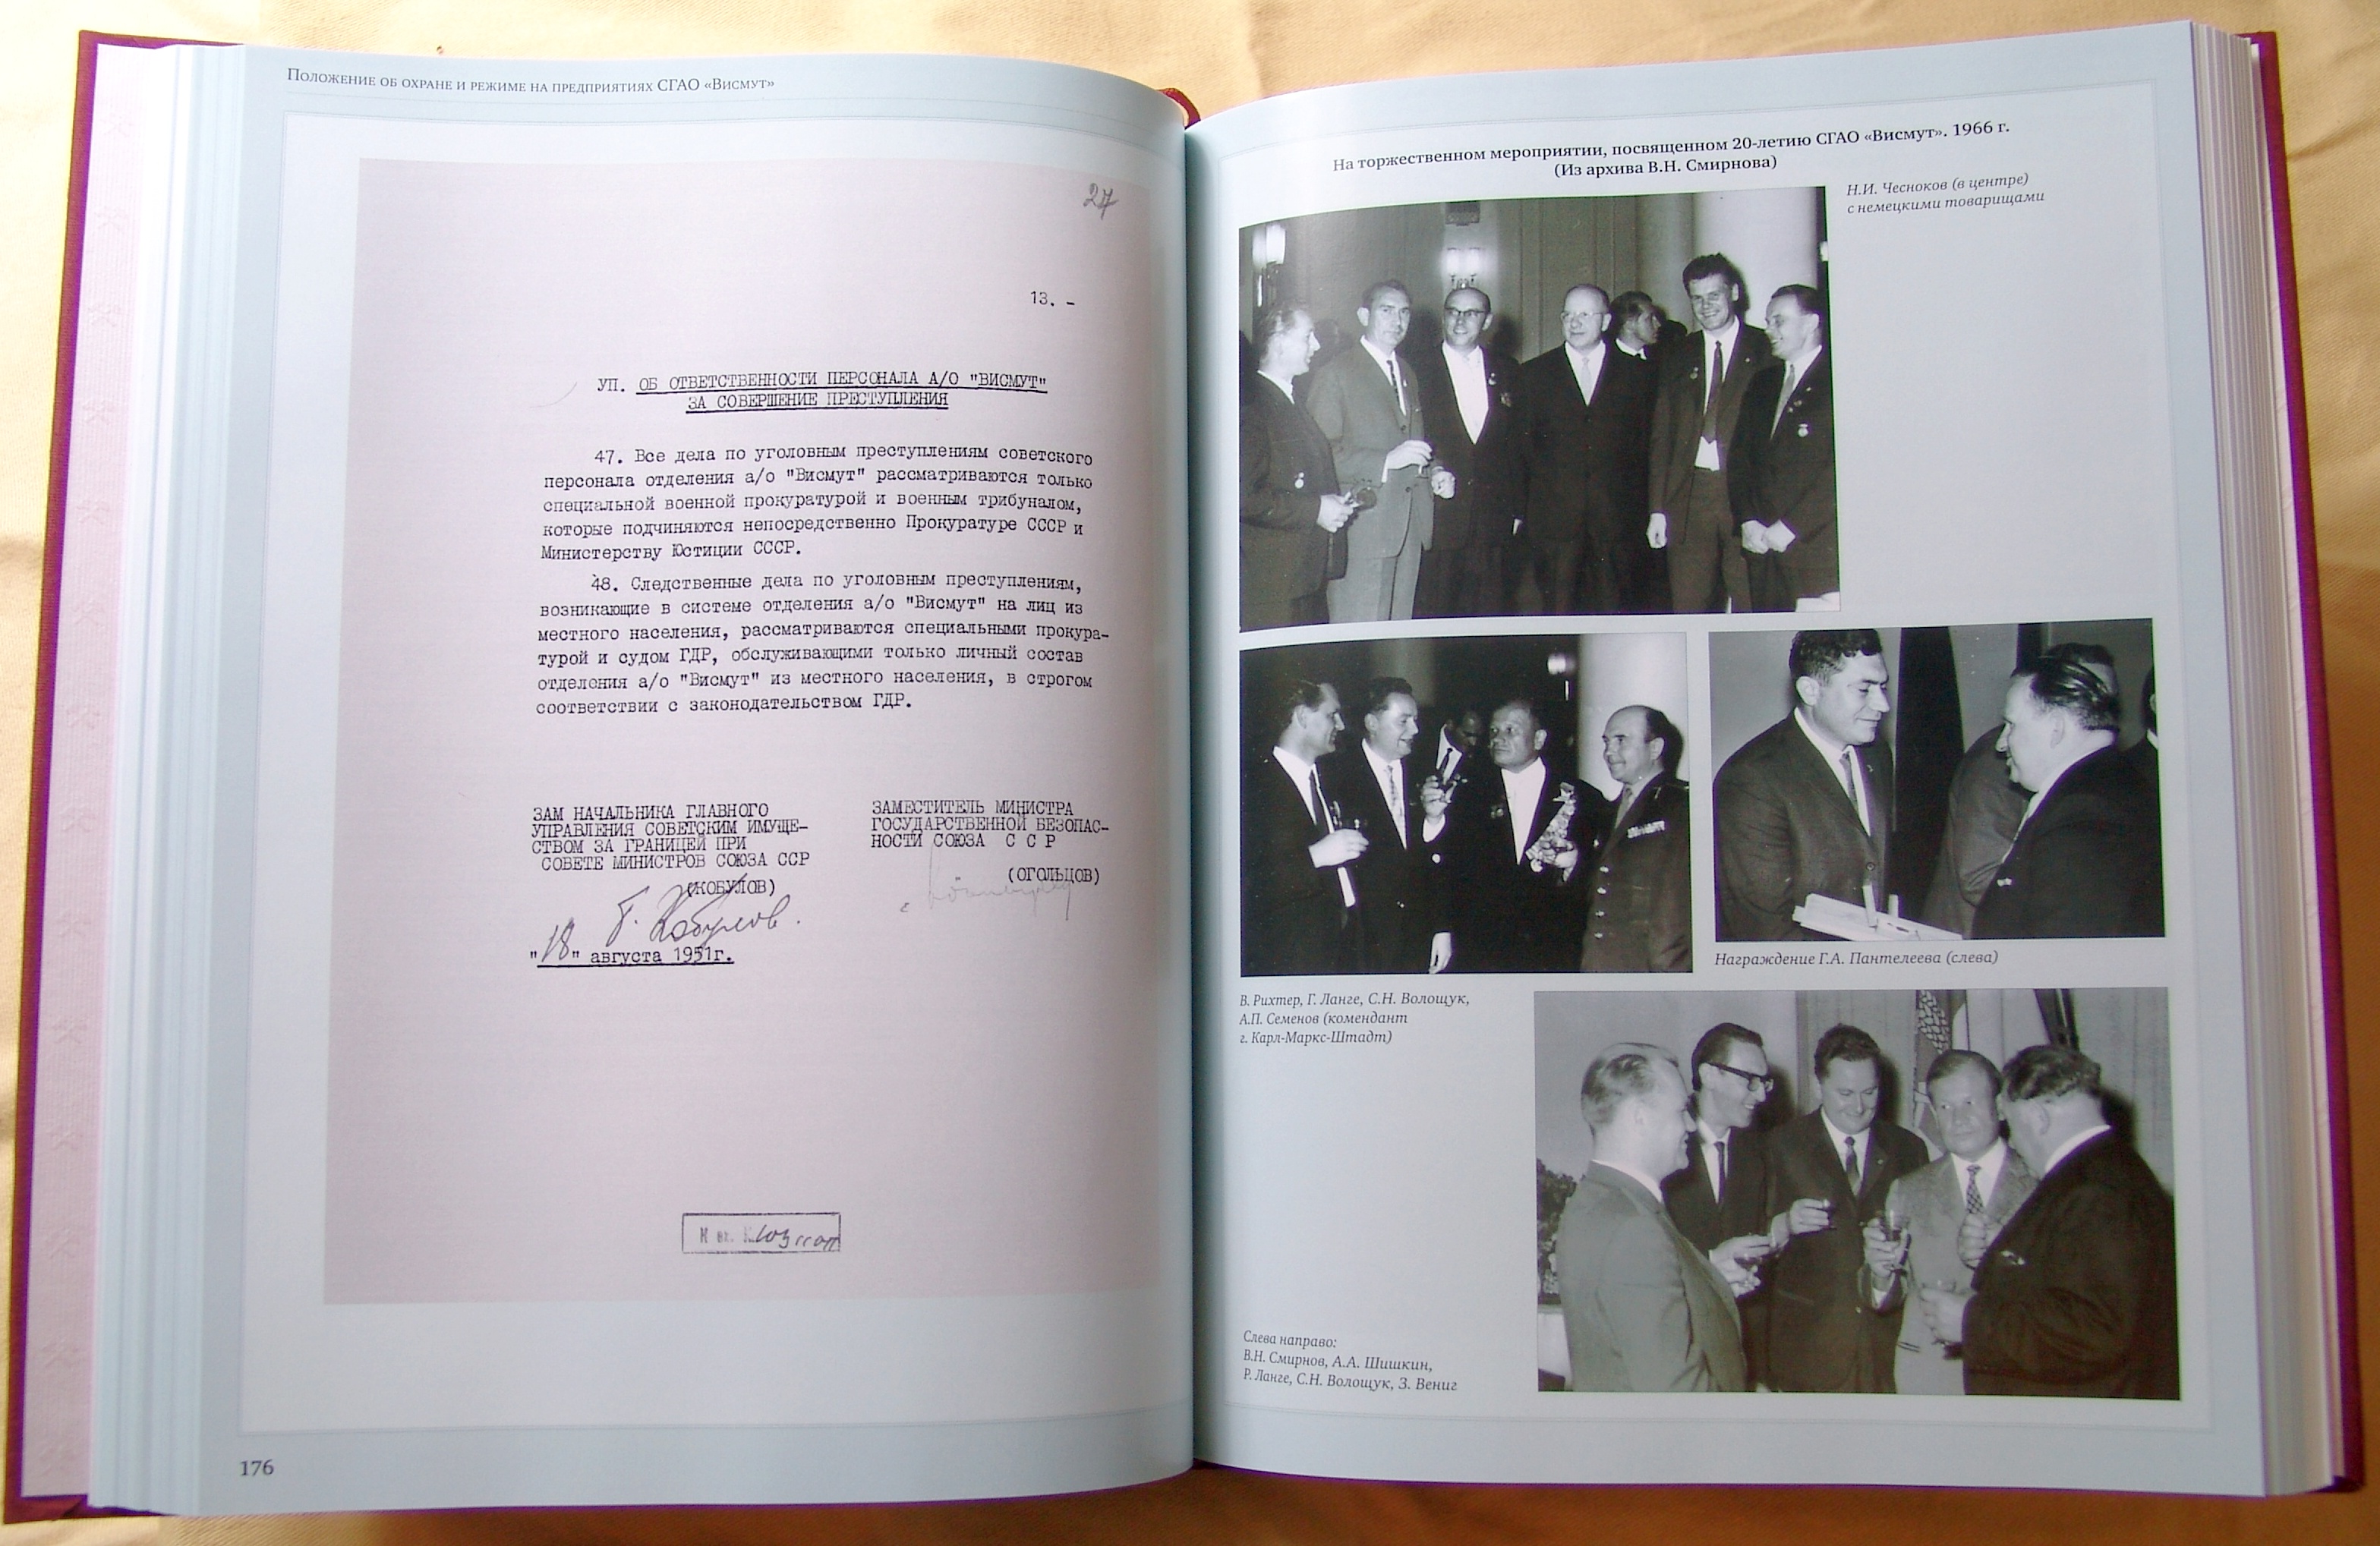 Положение об охране и режиме на предприятиях СГАО «Висмут»
27
13. -
УП. ОБ ОТВЕТСТВЕННОСТИ ПЕРСОНАЛА А/О "ВИСМУТ"
ЗА СОВЕРШЕНИЕ ПРЕСТУПЛЕНИЯ
47. Все дела по уголовным преступлениям советского
персонала отделения а/о "Висмут" рассматриваются только
специальной военной прокуратурой и военным трибуналом,
которые подчиняются непосредственно Прокуратуре СССР и
Министерству Юстиции СССР.
48. Следственные дела по уголовным преступлениям,
возникающие в системе отделения а/о "Висмут" на лиц из
местного населения, рассматриваются специальными прокура-
турой и судом ГДР, обслуживающими только личный состав
отделения а/о "Висмут" из местного населения, в строгом
соответствии с законодательством ГДР.
ЗАМ НАЧАЛЬНИКА ГЛАВНОГО
УПРАВЛЕНИЯ СОВЕТСКИМ ИМУЩЕ-
СТВОМ ЗА ГРАНИЦЕЙ ПРИ
СОВЕТЕ МИНИСТРОВ СОЮЗА ССР
(КОБУЛОВ)
Кобулов.
"18" августа 1951г.
ЗАМЕСТИТЕЛЬ МИНИСТРА
ГОСУДАРСТВЕННОЙ БЕЗОПАС-
НОСТИ СОЮЗА С С Р
(ОГОЛЬЦОВ)
176
На торжественном мероприятии, посвященном 20-летию СГАО «Висмут». 1966 г.
(Из архива В.Н. Смирнова)
Н.И. Чесноков (в центре)
с немецкими товарищами
Награждение Г.А. Пантелеева (слева)
В. Рихтер, Г. Ланге, С.Н. Волощук,
А.П. Семенов (комендант
г. Карл-Маркс-Штадт)
Слева направо:
В.Н. Смирнов, А.А. Шишкин,
Р. Ланге, С.Н. Волощук, З. Вениг